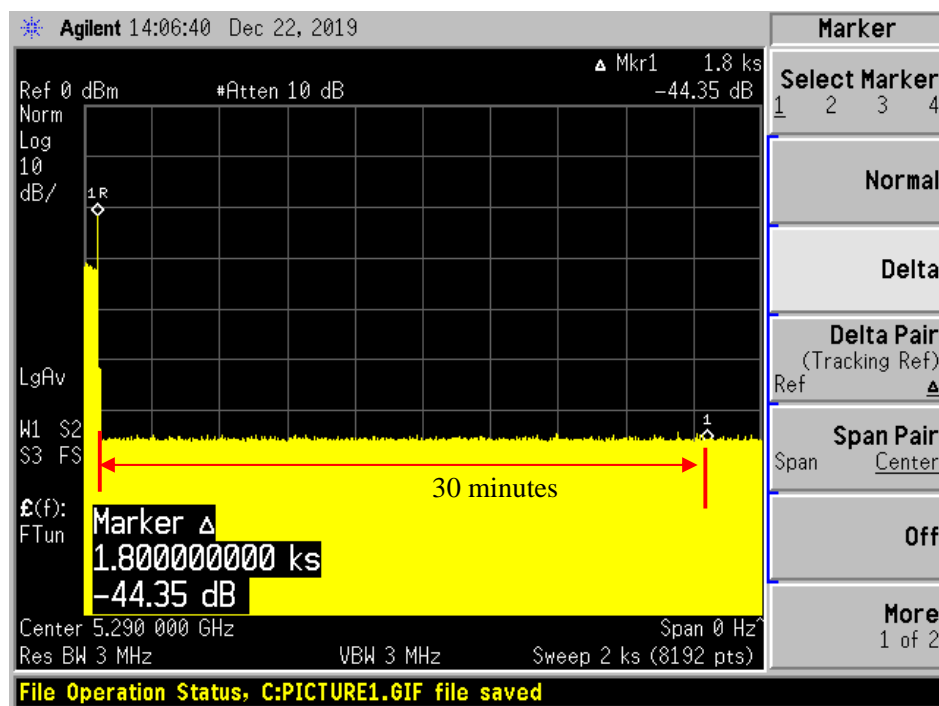 Agilent 14:06:40 Dec 22, 2019
Marker
Δ Mkr1 1.8 ks
Ref 0 dBm #Atten 10 dB -44.35 dB
Norm
Log
10
dB/
1R
LgAv
1
W1 S2
S3 FS
30 minutes
£(f):
FTun
Marker Δ
1.800000000 ks
-44.35 dB
Center 5.290 000 GHz Span 0 Hz^
Res BW 3 MHz VBW 3 MHz Sweep 2 ks (8192 pts)
File Operation Status, C:PICTURE1.GIF file saved
Select Marker
1 2 3 4
Normal
Delta
Delta Pair
(Tracking Ref)
Ref Δ
Span Pair
Span Center
Off
More
1 of 2